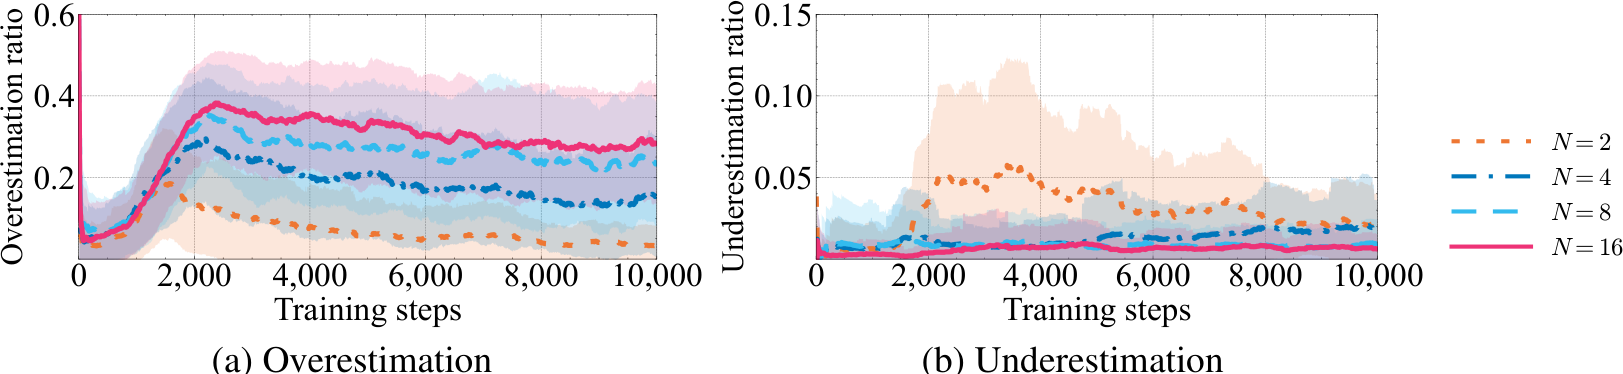 Overestimation ratio
0.6
0.4
0.2
0
2,000
4,000
6,000
8,000
10,000
Training steps
(a) Overestimation
Underestimation ratio
0.15
0.10
0.05
0
2,000
4,000
6,000
8,000
10,000
Training steps
(b) Underestimation
N = 2
N = 4
N = 8
N = 16